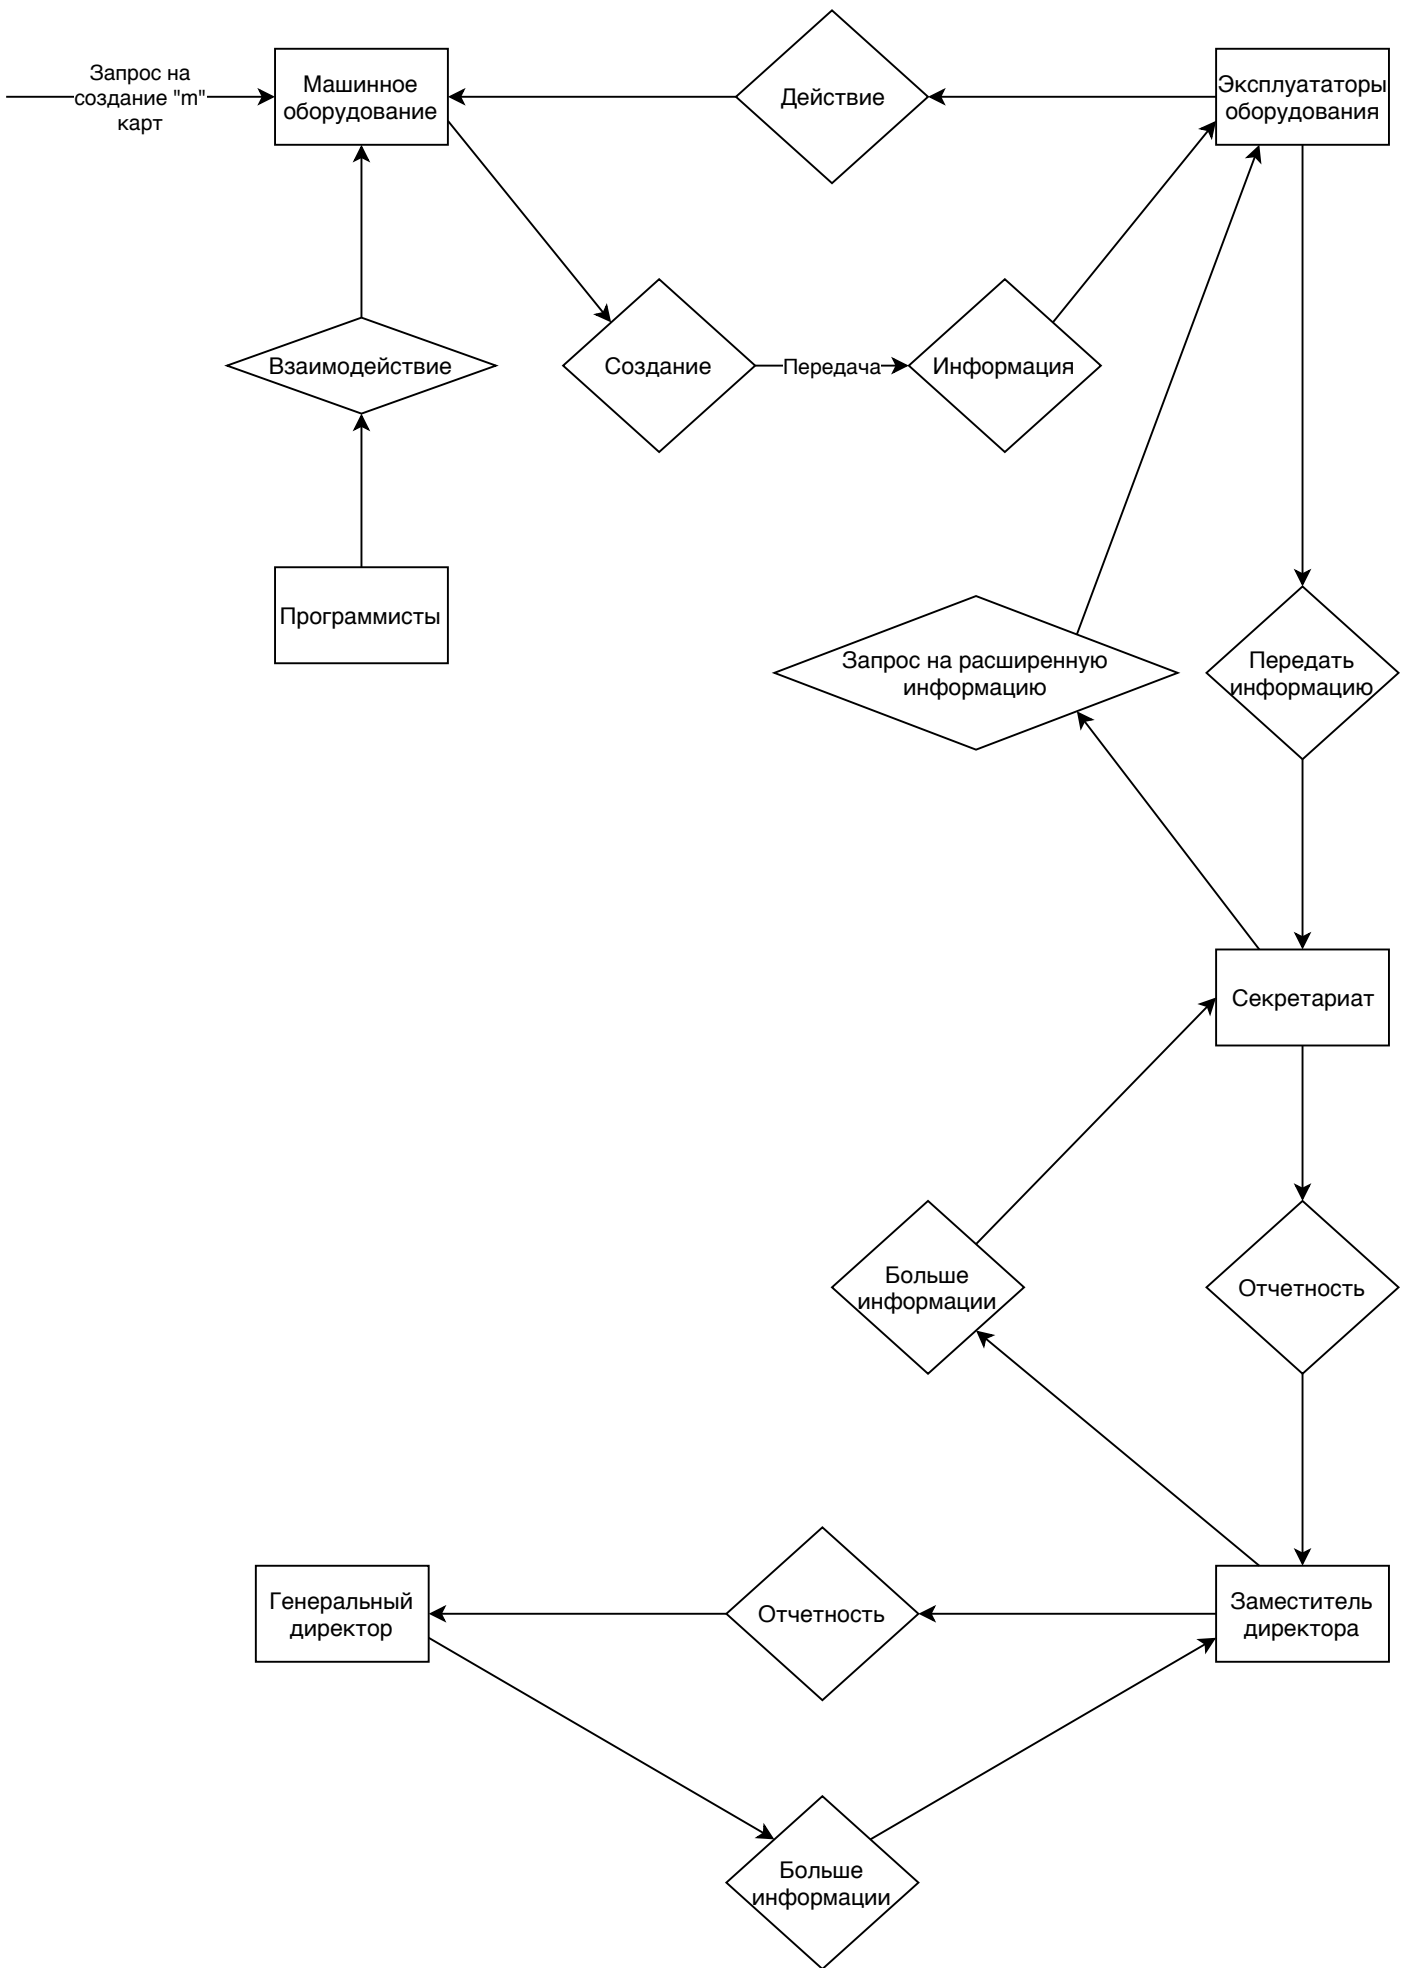 Запрос на
создание "m"
карт
Машинное
оборудование
Действие
Эксплуататоры
оборудования
Взаимодействие
Создание
Передача
Информация
Программисты
Запрос на расширенную
информацию
Передать
информацию
Секретариат
Больше
информации
Отчетность
Генеральный
директор
Отчетность
Заместитель
директора
Больше
информации